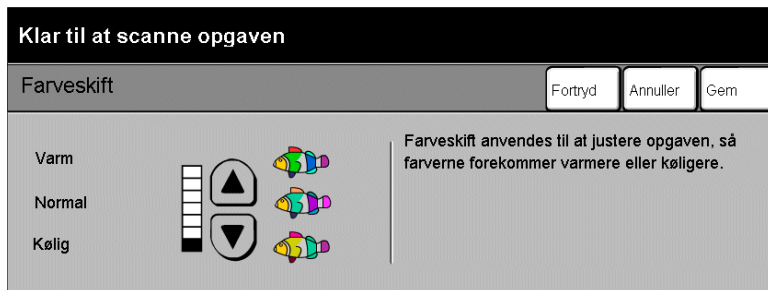 Klar til at scanne opgaven
Farveskift
Fortryd
Annuller
Gem
Varm
Normal
Kølig
Farveskift anvendes til at justere opgaven, så
farverne forekommer varmere eller køligere.